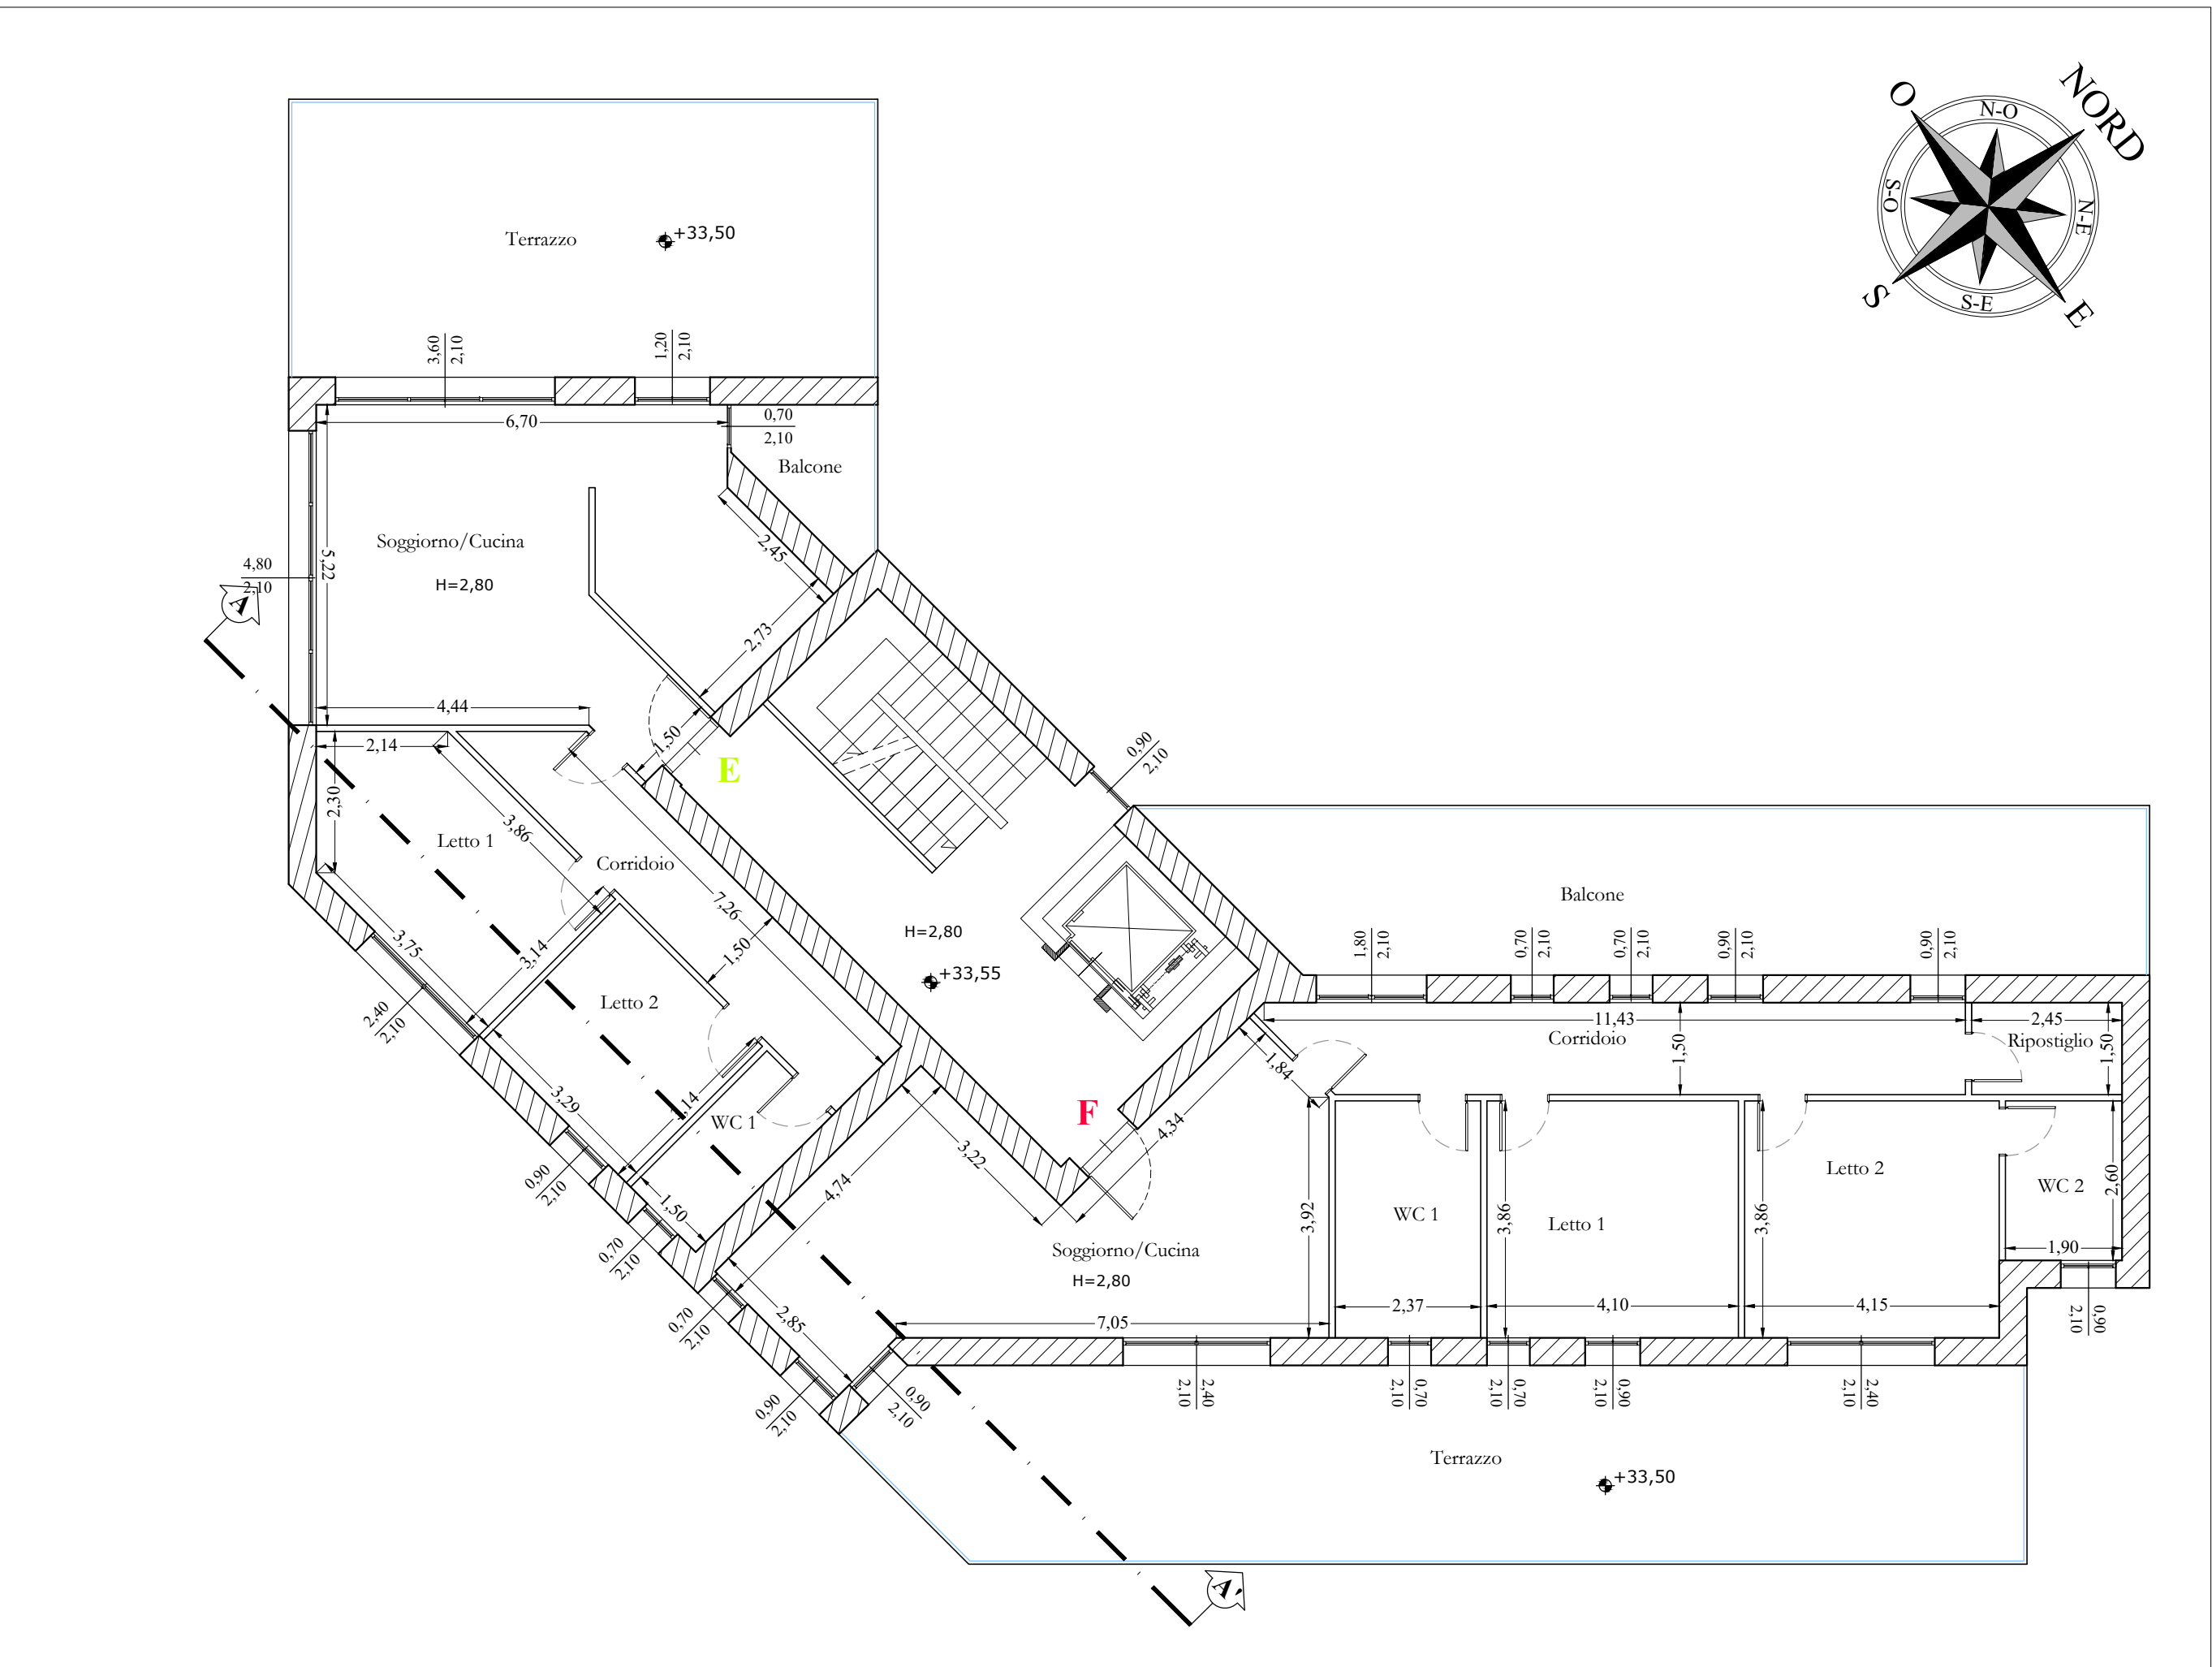 O
N-O
NORD
S-O
N-E
S
S-E
E
Terrazzo
+33,50
3,60
2,10
1,20
2,10
6,70
0,70
2,10
Balcone
Soggiorno/Cucina
H=2,80
5,22
4,80
2,10
A
2,45
2,73
4,44
2,14
1,50
E
0,90
2,10
2,30
Letto 1
3,86
Corridoio
7,26
1,50
3,75
3,14
2,40
2,10
Letto 2
H=2,80
+33,55
Balcone
1,80
2,10
0,70
2,10
0,70
2,10
0,90
2,10
0,90
2,10
11,43
Corridoio
1,50
2,45
Ripostiglio
1,50
1,84
F
4,34
3,29
,14
WC 1
3,22
4,74
0,90
2,10
1,50
0,70
2,10
0,70
2,10
2,85
0,90
2,10
0,90
2,10
Soggiorno/Cucina
H=2,80
7,05
3,92
WC 1
2,37
3,86
Letto 1
4,10
3,86
Letto 2
4,15
WC 2
2,60
1,90
0,90
2,10
2,40
2,10
0,70
2,10
0,70
2,10
0,90
2,10
2,40
2,10
Terrazzo
+33,50
A'